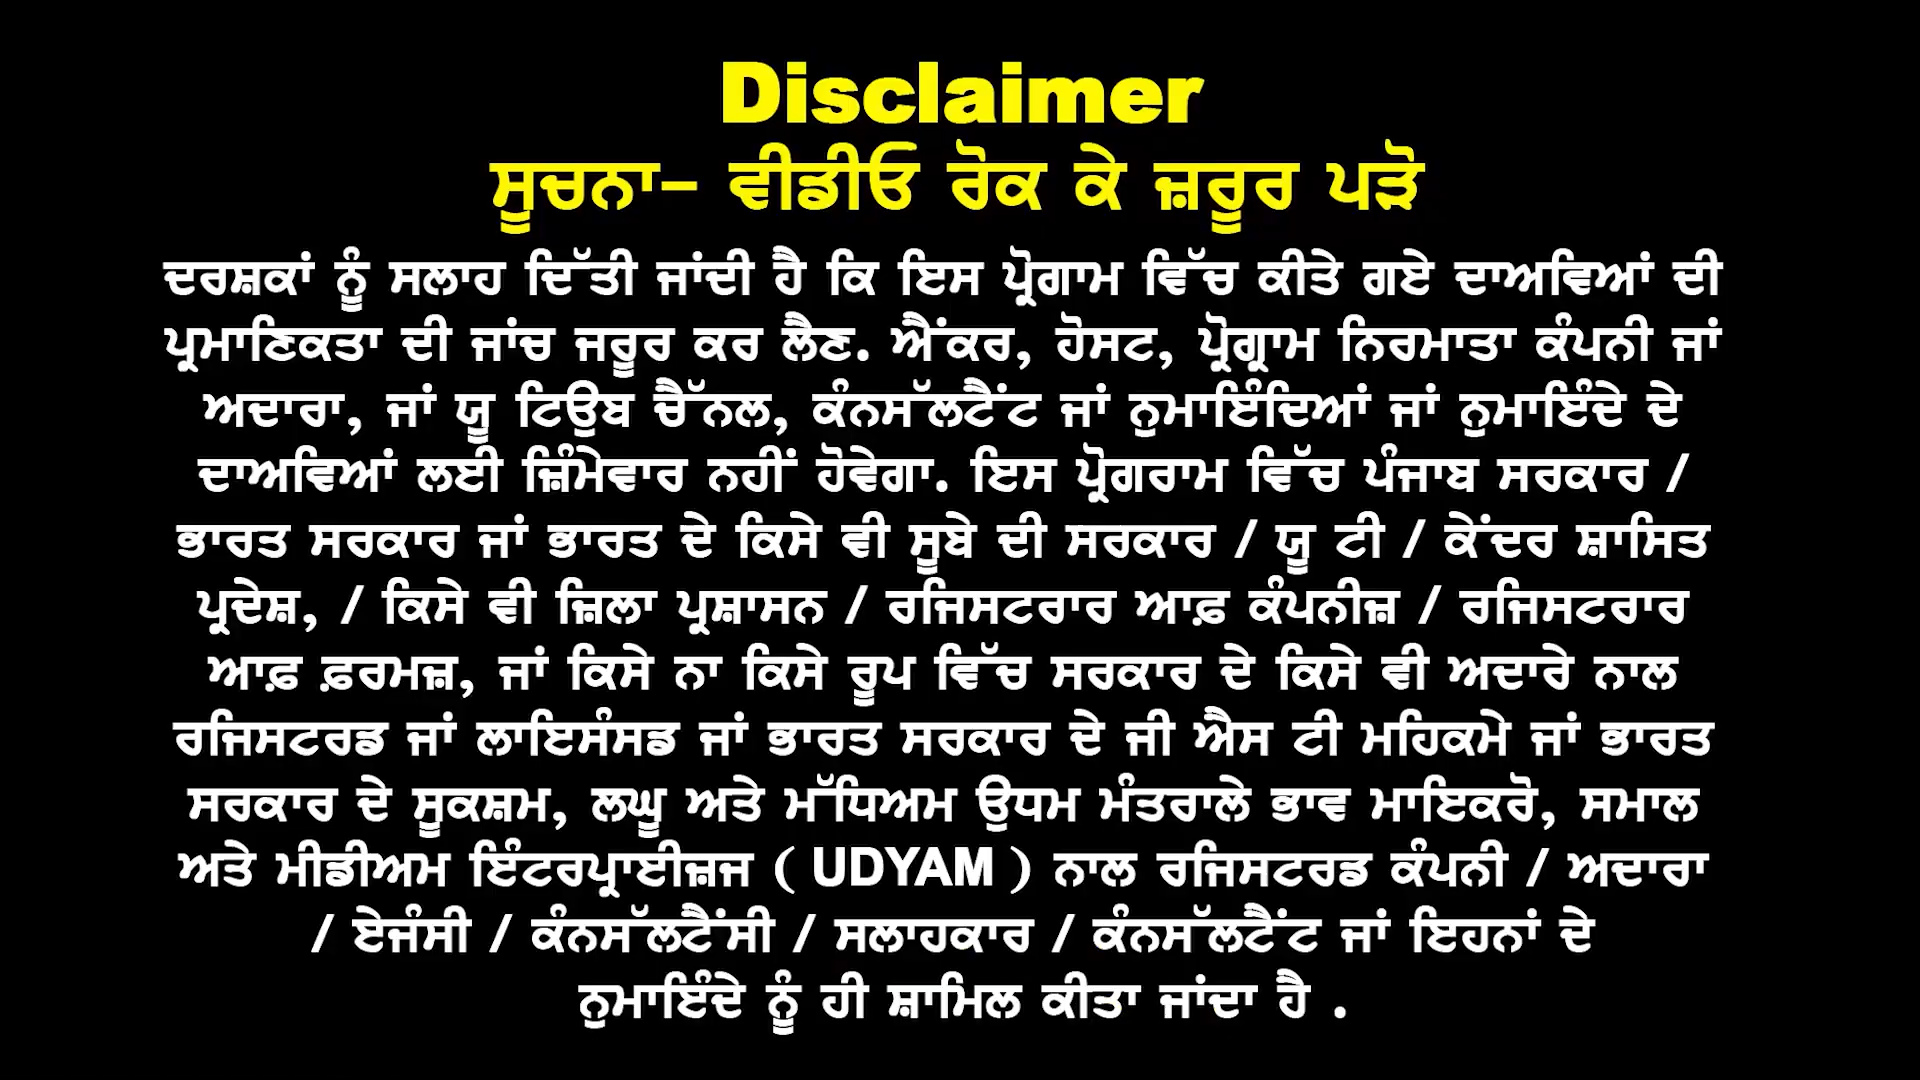 Disclaimer
ਸੂਚਨਾ- ਵੀਡੀਓ ਰੋਕ ਕੇ ਜ਼ਰੂਰ ਪੜੋ
ਦਰਸ਼ਕਾਂ ਨੂੰ ਸਲਾਹ ਦਿੱਤੀ ਜਾਂਦੀ ਹੈ ਕਿ ਇਸ ਪ੍ਰੋਗਾਮ ਵਿੱਚ ਕੀਤੇ ਗਏ ਦਾਅਵਿਆਂ ਦੀ
ਪ੍ਰਮਾਣਿਕਤਾ ਦੀ ਜਾਂਚ ਜਰੂਰ ਕਰ ਲੈਣ. ਐਂਕਰ, ਹੋਸਟ, ਪ੍ਰੋਗ੍ਰਾਮ ਨਿਰਮਾਤਾ ਕੰਪਨੀ ਜਾਂ
ਅਦਾਰਾ, ਜਾਂ ਯੂ ਟਿਉਬ ਚੈੱਨਲ, ਕੰਨਸੱਲਟੈਂਟ ਜਾਂ ਨੁਮਾਇੰਦਿਆਂ ਜਾਂ ਨੁਮਾਇੰਦੇ ਦੇ
ਦਾਅਵਿਆਂ ਲਈ ਜ਼ਿੰਮੇਵਾਰ ਨਹੀਂ ਹੋਵੇਗਾ. ਇਸ ਪ੍ਰੋਗਰਾਮ ਵਿੱਚ ਪੰਜਾਬ ਸਰਕਾਰ /
ਭਾਰਤ ਸਰਕਾਰ ਜਾਂ ਭਾਰਤ ਦੇ ਕਿਸੇ ਵੀ ਸੂਬੇ ਦੀ ਸਰਕਾਰ / ਯੂ ਟੀ / ਕੇਂਦਰ ਸ਼ਾਸਿਤ
ਪ੍ਰਦੇਸ਼, / ਕਿਸੇ ਵੀ ਜ਼ਿਲਾ ਪ੍ਰਸ਼ਾਸਨ / ਰਜਿਸਟਰਾਰ ਆਫ਼ ਕੰਪਨੀਜ਼ / ਰਜਿਸਟਰਾਰ
ਆਫ਼ ਫ਼ਰਮਜ਼, ਜਾਂ ਕਿਸੇ ਨਾ ਕਿਸੇ ਰੂਪ ਵਿੱਚ ਸਰਕਾਰ ਦੇ ਕਿਸੇ ਵੀ ਅਦਾਰੇ ਨਾਲ
ਰਜਿਸਟਰਡ ਜਾਂ ਲਾਇਸੰਸਡ ਜਾਂ ਭਾਰਤ ਸਰਕਾਰ ਦੇ ਜੀ ਐਸ ਟੀ ਮਹਿਕਮੇ ਜਾਂ ਭਾਰਤ
ਸਰਕਾਰ ਦੇ ਸੂਕਸ਼ਮ, ਲਘੂ ਅਤੇ ਮੱਧਿਅਮ ਉਧਮ ਮੰਤਰਾਲੇ ਭਾਵ ਮਾਇਕਰੋ, ਸਮਾਲ
ਅਤੇ ਮੀਡੀਅਮ ਇੰਟਰਪ੍ਰਾਈਜ਼ਜ ( UDYAM ) ਨਾਲ ਰਜਿਸਟਰਡ ਕੰਪਨੀ / ਅਦਾਰਾ
/ ਏਜੰਸੀ / ਕੰਨਸੱਲਟੈਂਸੀ / ਸਲਾਹਕਾਰ / ਕੰਨਸੱਲਟੈਂਟ ਜਾਂ ਇਹਨਾਂ ਦੇ
ਨੁਮਾਇੰਦੇ ਨੂੰ ਹੀ ਸ਼ਾਮਿਲ ਕੀਤਾ ਜਾਂਦਾ ਹੈ .